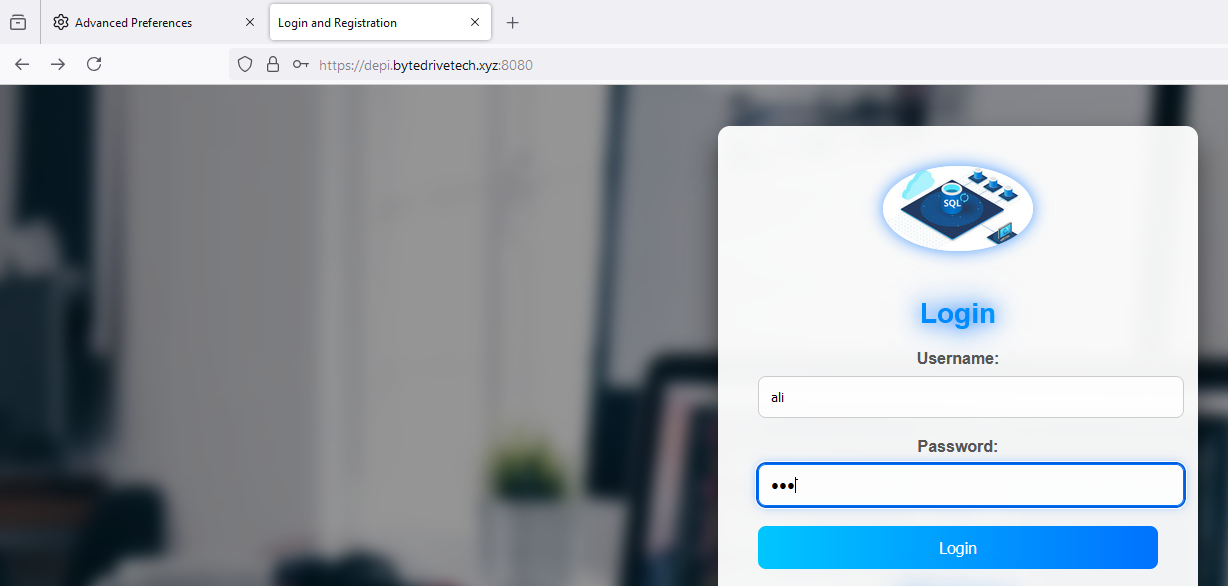 Advanced Preferences
Login and Registration
https://depi.bytedrivetech.xyz:8080
SQL
Login
Username:
ali
Password:
•••
Login